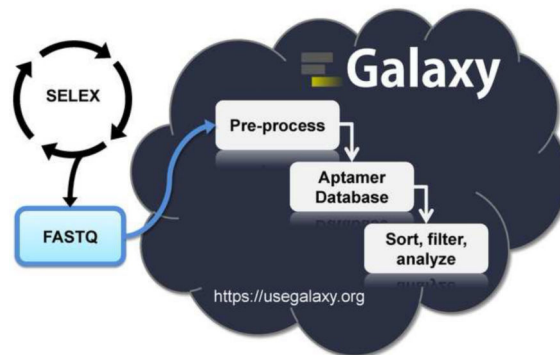 SELEX
Galaxy
Pre-process
FASTQ
Aptamer
Database
Sort, filter,
analyze
https://usegalaxy.org